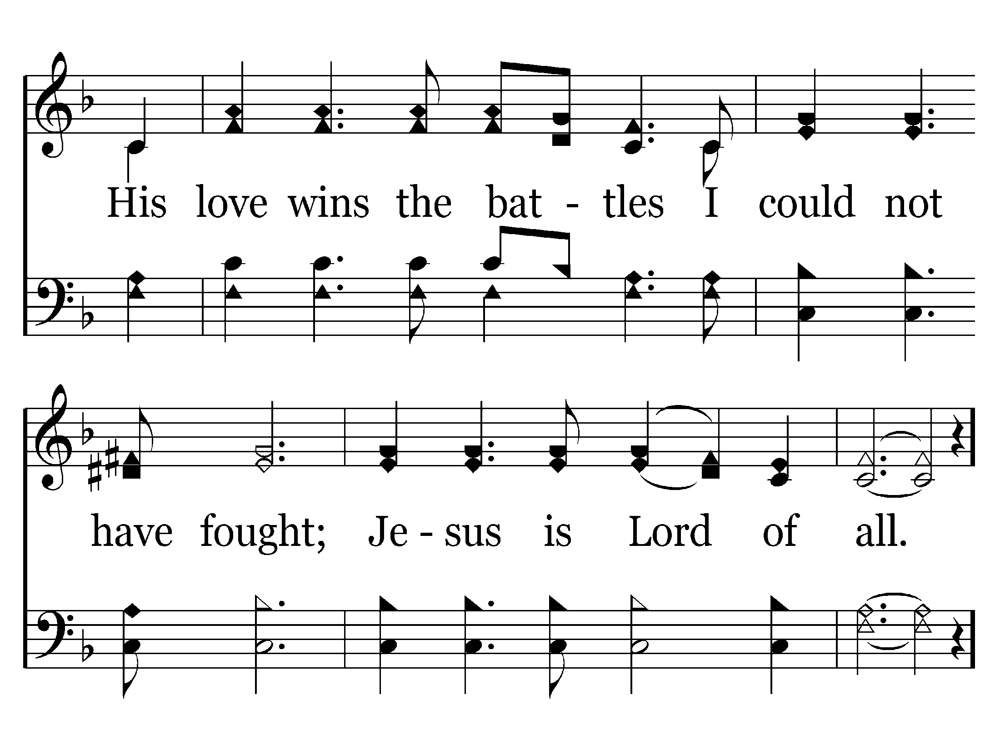 His love wins the bat - tles I could not
have fought; Je - sus is Lord of all.